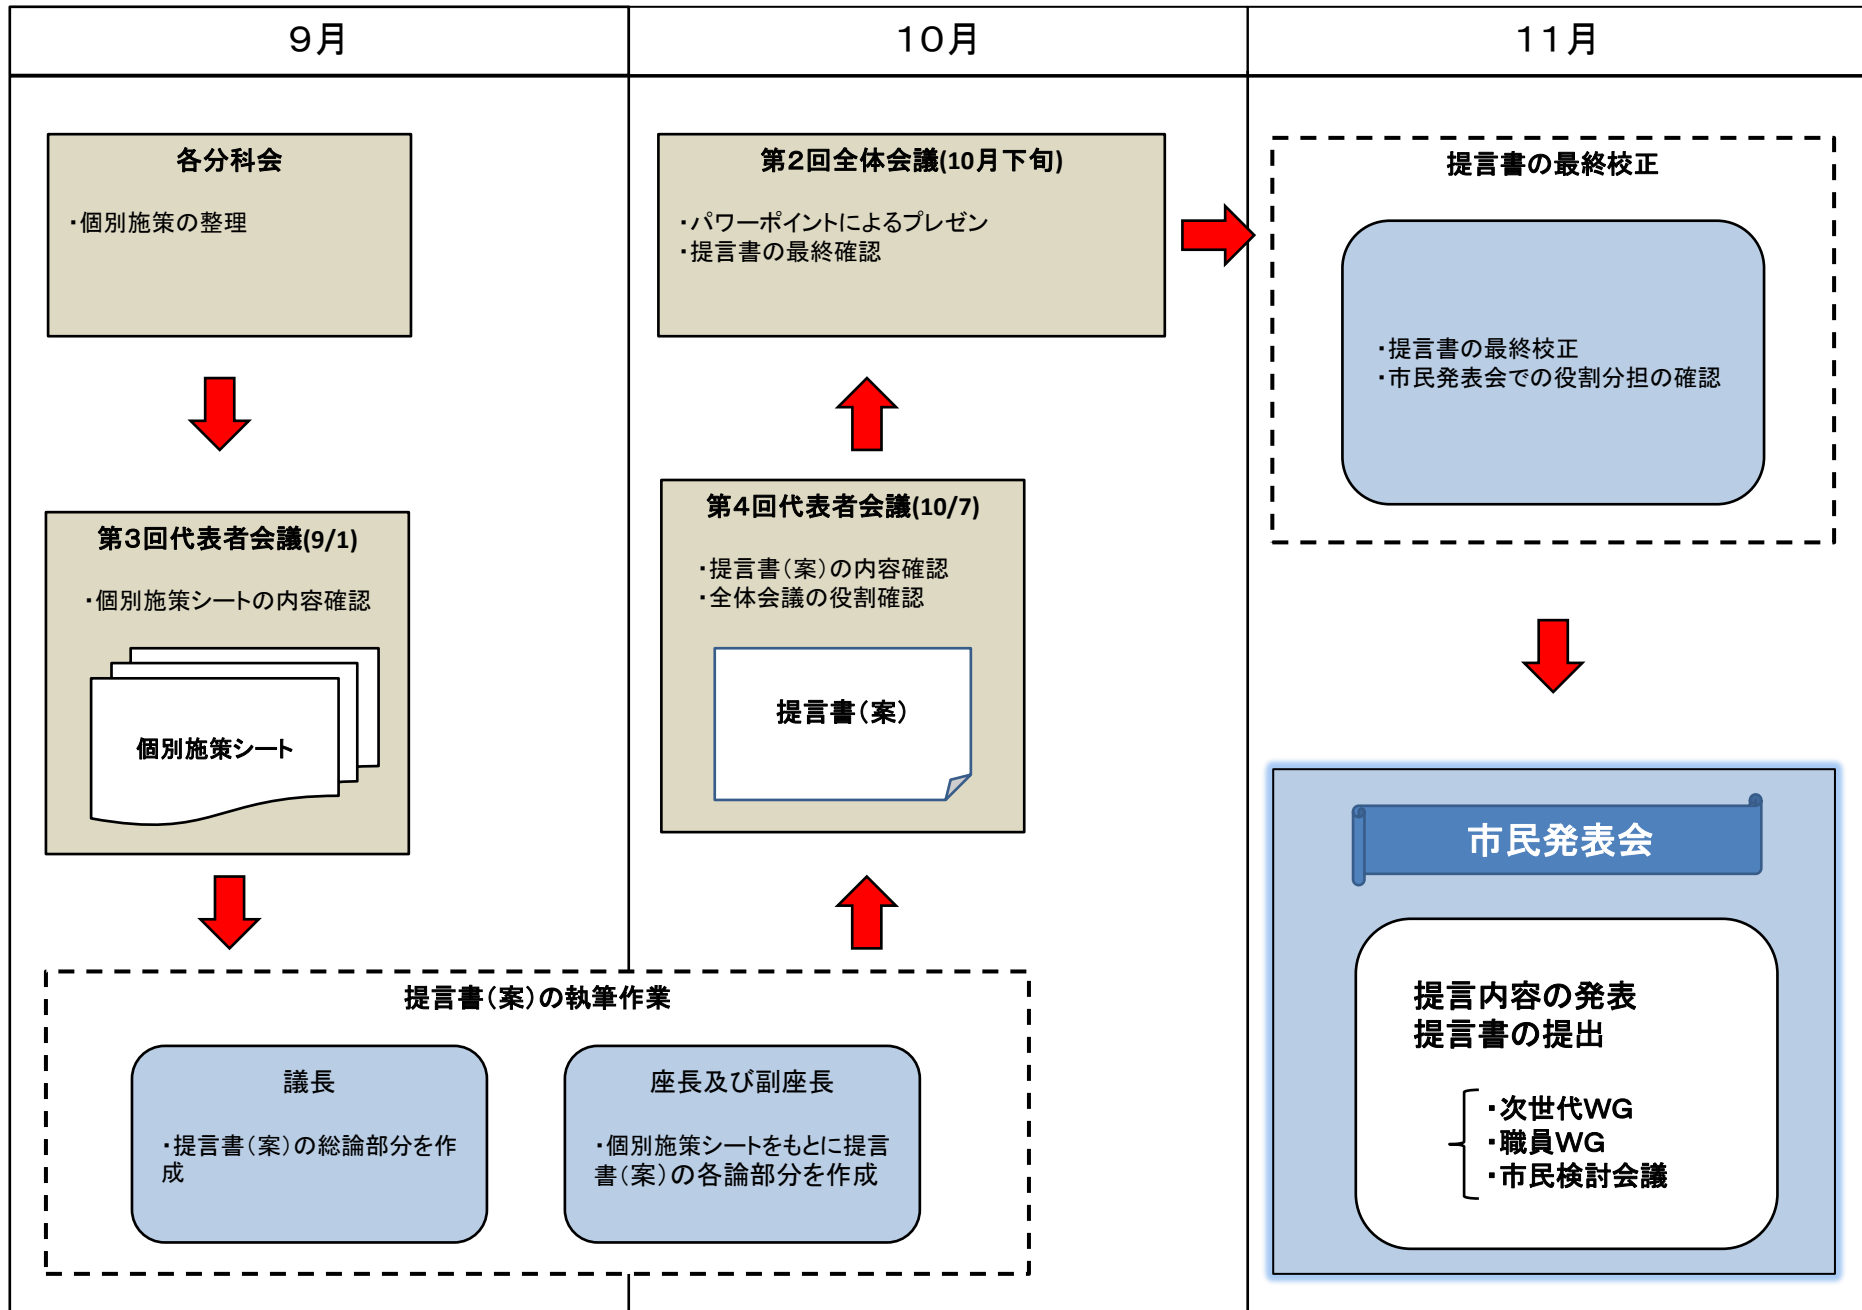 9月
10月
11月
各分科会
・個別施策の整理
第3回代表者会議(9/1)
・個別施策シートの内容確認
個別施策シート
提言書（案）の執筆作業
議長
・提言書（案）の総論部分を作
成
座長及び副座長
・個別施策シートをもとに提言
書（案）の各論部分を作成
第4回代表者会議(10/7)
・提言書（案）の内容確認
・全体会議の役割確認
提言書（案）
第2回全体会議(10月下旬)
・パワーポイントによるプレゼン
・提言書の最終確認
提言書の最終校正
・提言書の最終校正
・市民発表会での役割分担の確認
市民発表会
提言内容の発表
提言書の提出
・次世代WG
・職員WG
・市民検討会議